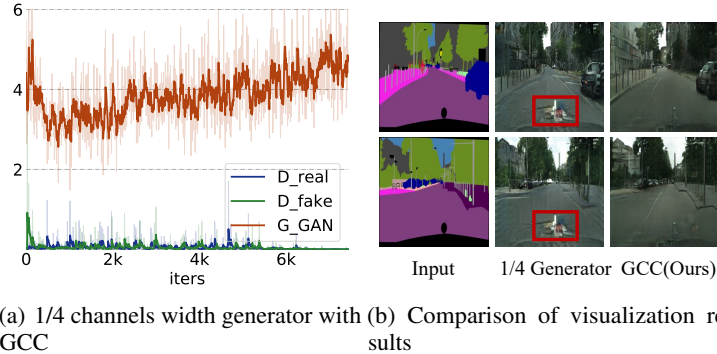 6
4
2
0 2k 4k 6k
iters
D_real
D_fake
G_GAN
Input 1/4 Generator GCC(Ours)
(a) 1/4 channels width generator with
GCC
(b) Comparison of visualization re
sults